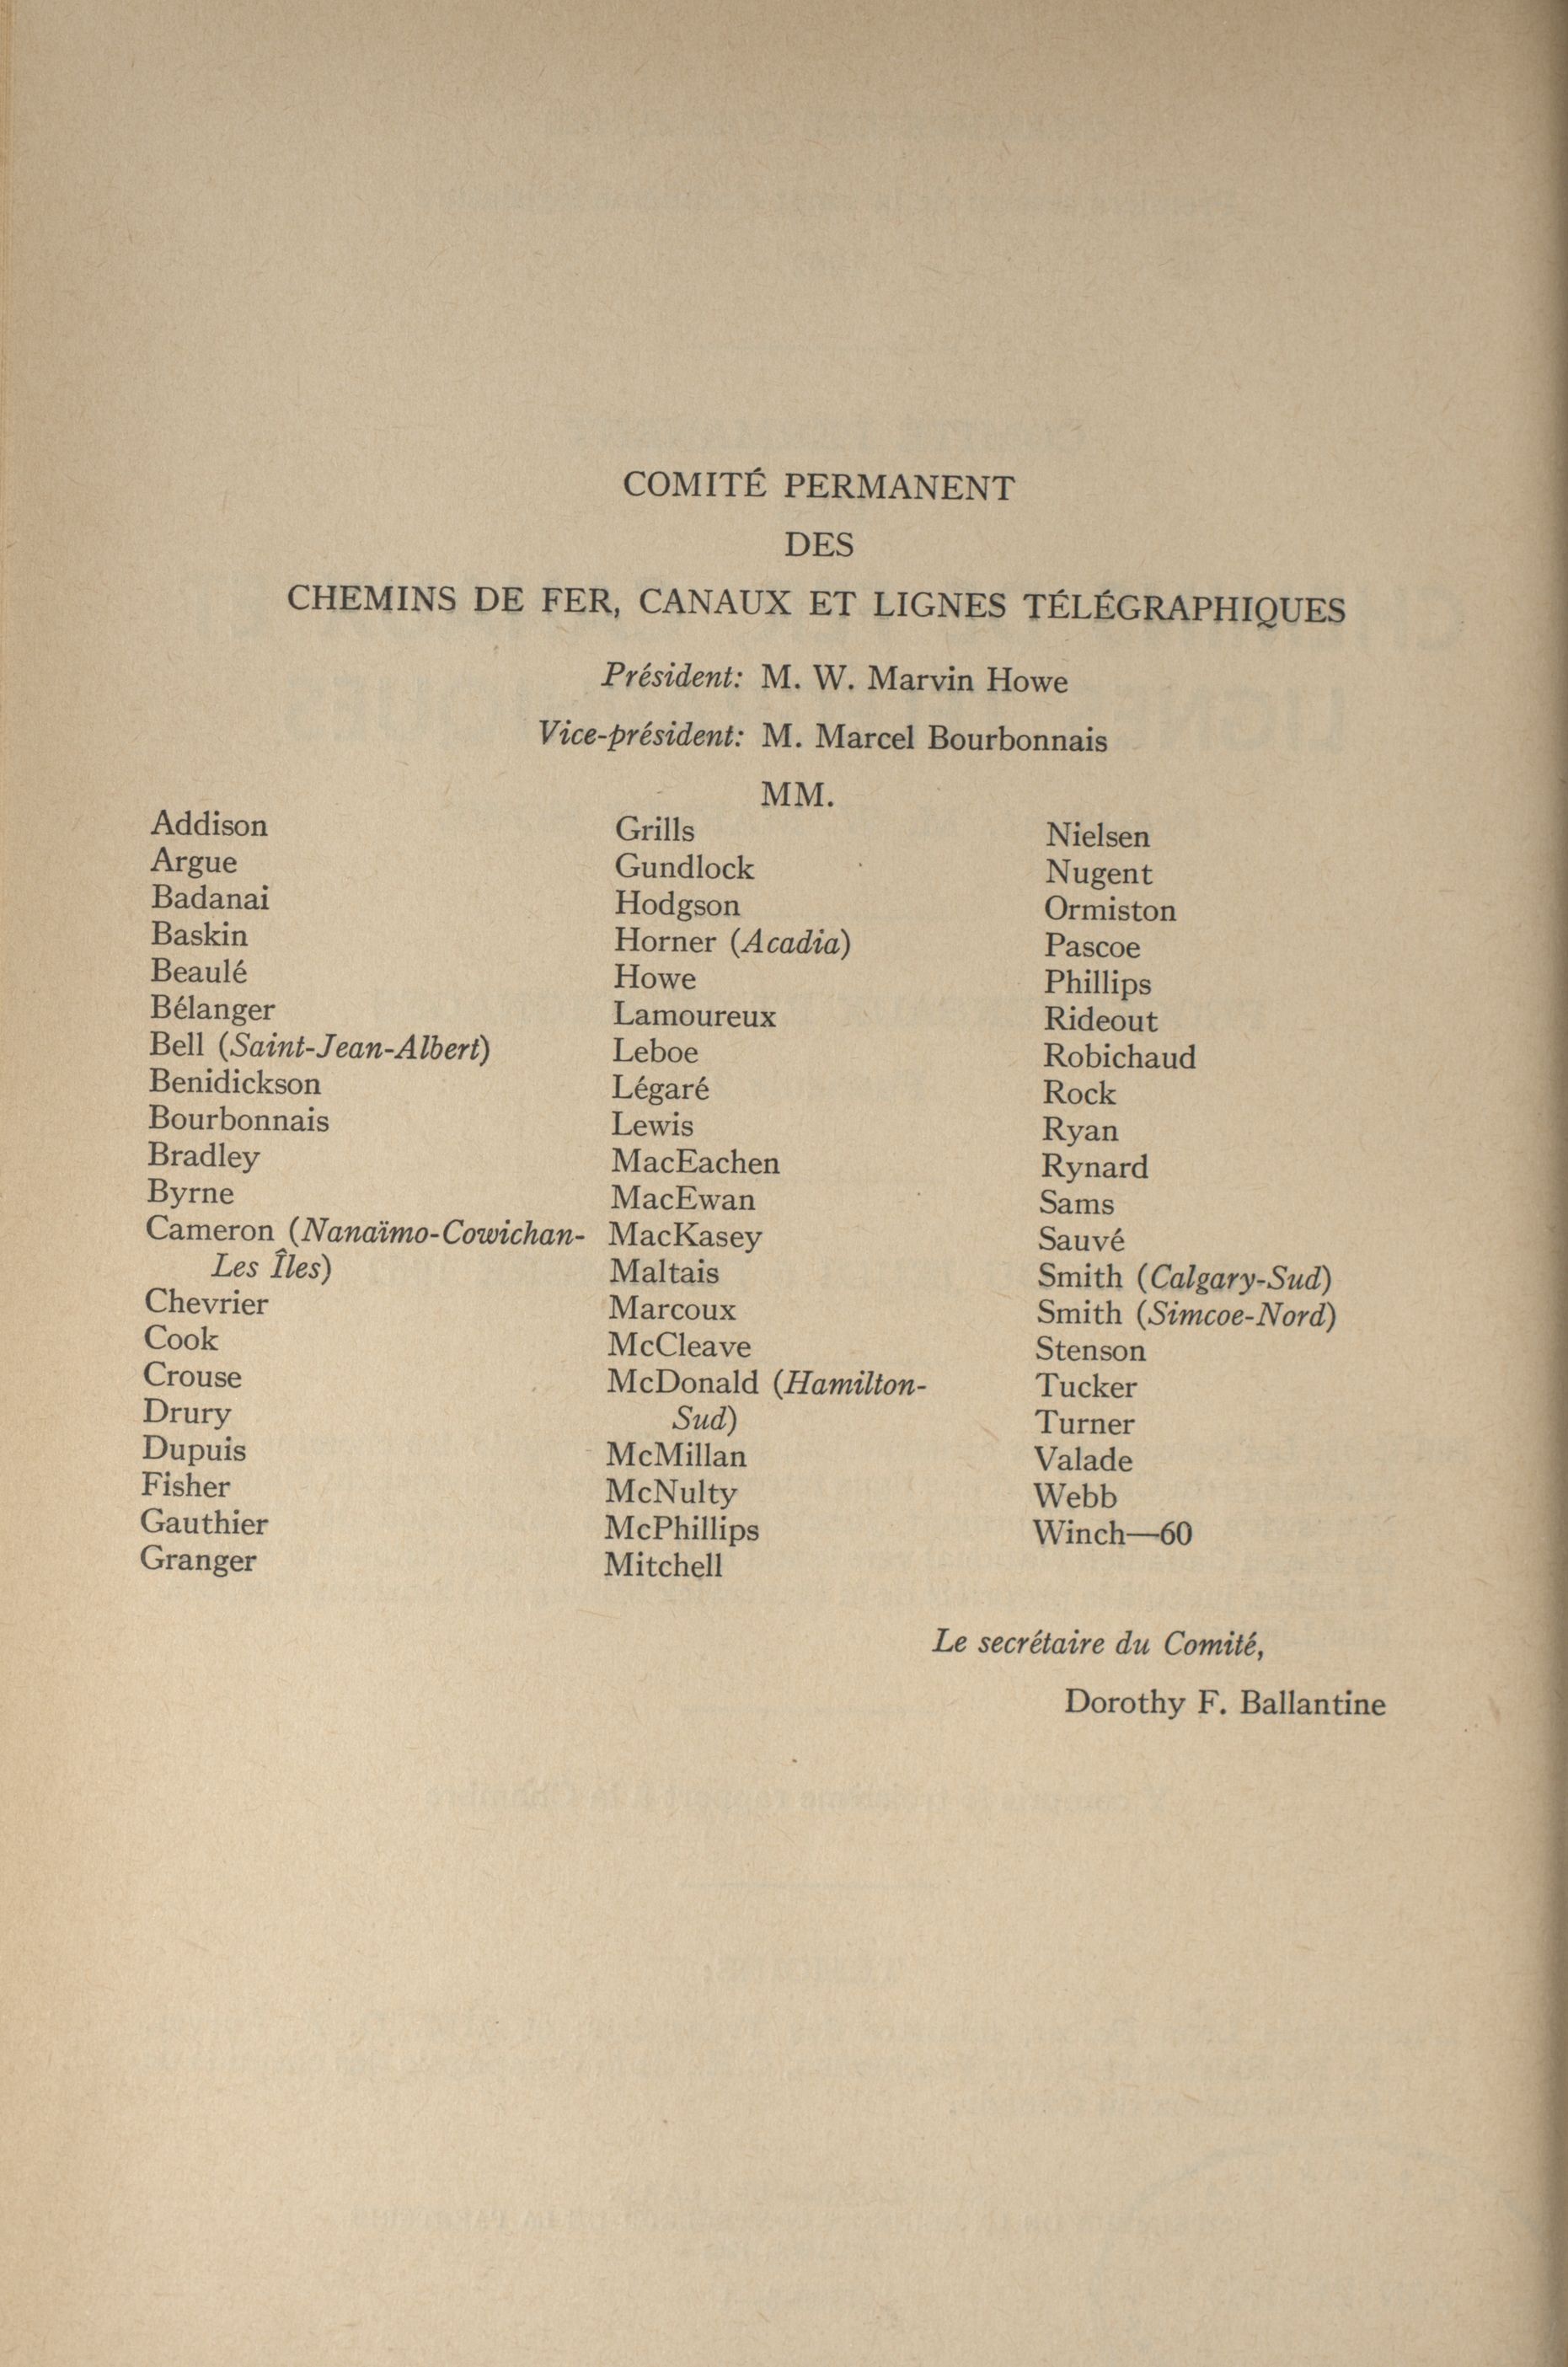 COMITÉ PERMANENT
DES
CHEMINS DE FER, CANAUX ET LIGNES TÉLÉGRAPHIQUES
Président: M. W. Marvin Howe
Vice-président: M. Marcel Bourbonnais
MM.
Addison
Argue
Badanai
Baskin
Beaulé
Bélanger
Bell (Saint-Jean-Albert)
Benidickson
Bourbonnais
Bradley
Byrne
Cameron (Nanaïmo-Cowichan-
Les Îles)
Chevrier
Cook
Crouse
Drury
Dupuis
Fisher
Gauthier
Granger
Grills
Gundlock
Hodgson
Horner (Acadia)
Howe
Lamoureux
Leboe
Légaré
Lewis
MacEachen
MacEwan
MacKasey
Maltais
Marcoux
McCleave
McDonald (Hamilton-
Sud)
McMillan
McNulty
McPhillips
Mitchell
Nielsen
Nugent
Ormiston
Pascoe
Phillips
Rideout
Robichaud
Rock
Ryan
Rynard
Sams
Sauvé
Smith (Calgary-Sud)
Smith (Simcoe-Nord)
Stenson
Tucker
Turner
Valade
Webb
Winch—60
Le secrétaire du Comité,
Dorothy F. Ballantine